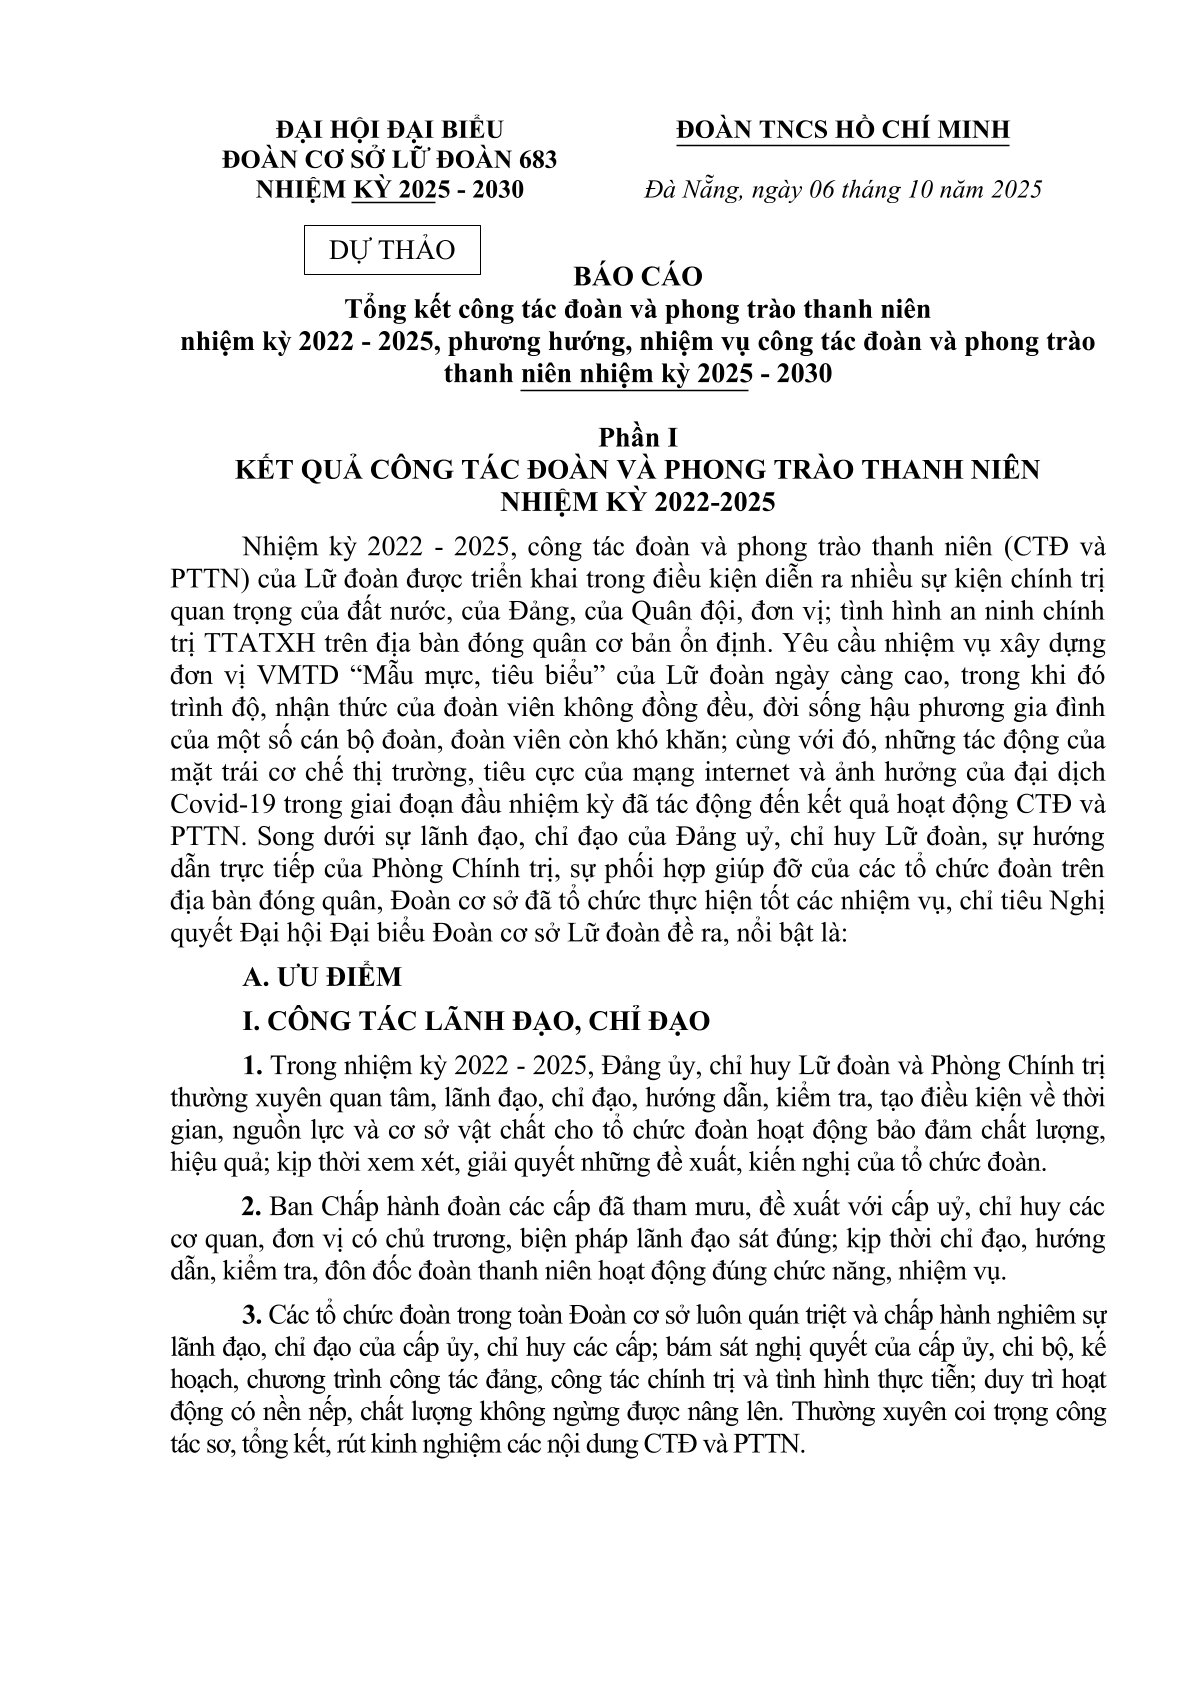 ĐẠI HỘI ĐẠI BIỂU
ĐOÀN CƠ SỞ LỮ ĐOÀN 683
NHIỆM KỲ 2025 - 2030
ĐOÀN TNCS HỒ CHÍ MINH
Đà Nẵng, ngày 06 tháng 10 năm 2025
DỰ THẢO
BÁO CÁO
Tổng kết công tác đoàn và phong trào thanh niên
nhiệm kỳ 2022 - 2025, phương hướng, nhiệm vụ công tác đoàn và phong trào
thanh niên nhiệm kỳ 2025 - 2030
Phần I
KẾT QUẢ CÔNG TÁC ĐOÀN VÀ PHONG TRÀO THANH NIÊN
NHIỆM KỲ 2022-2025
Nhiệm kỳ 2022 - 2025, công tác đoàn và phong trào thanh niên (CTĐ và
PTTN) của Lữ đoàn được triển khai trong điều kiện diễn ra nhiều sự kiện chính trị
quan trọng của đất nước, của Đảng, của Quân đội, đơn vị; tình hình an ninh chính
trị TTATXH trên địa bàn đóng quân cơ bản ổn định. Yêu cầu nhiệm vụ xây dựng
đơn vị VMTD “Mẫu mực, tiêu biểu” của Lữ đoàn ngày càng cao, trong khi đó
trình độ, nhận thức của đoàn viên không đồng đều, đời sống hậu phương gia đình
của một số cán bộ đoàn, đoàn viên còn khó khăn; cùng với đó, những tác động của
mặt trái cơ chế thị trường, tiêu cực của mạng internet và ảnh hưởng của đại dịch
Covid-19 trong giai đoạn đầu nhiệm kỳ đã tác động đến kết quả hoạt động CTĐ và
PTTN. Song dưới sự lãnh đạo, chỉ đạo của Đảng uỷ, chỉ huy Lữ đoàn, sự hướng
dẫn trực tiếp của Phòng Chính trị, sự phối hợp giúp đỡ của các tổ chức đoàn trên
địa bàn đóng quân, Đoàn cơ sở đã tổ chức thực hiện tốt các nhiệm vụ, chỉ tiêu Nghị
quyết Đại hội Đại biểu Đoàn cơ sở Lữ đoàn đề ra, nổi bật là:
A. ƯU ĐIỂM
I. CÔNG TÁC LÃNH ĐẠO, CHỈ ĐẠO
1. Trong nhiệm kỳ 2022 - 2025, Đảng ủy, chỉ huy Lữ đoàn và Phòng Chính trị
thường xuyên quan tâm, lãnh đạo, chỉ đạo, hướng dẫn, kiểm tra, tạo điều kiện về thời
gian, nguồn lực và cơ sở vật chất cho tổ chức đoàn hoạt động bảo đảm chất lượng,
hiệu quả; kịp thời xem xét, giải quyết những đề xuất, kiến nghị của tổ chức đoàn.
2. Ban Chấp hành đoàn các cấp đã tham mưu, đề xuất với cấp uỷ, chỉ huy các
cơ quan, đơn vị có chủ trương, biện pháp lãnh đạo sát đúng; kịp thời chỉ đạo, hướng
dẫn, kiểm tra, đôn đốc đoàn thanh niên hoạt động đúng chức năng, nhiệm vụ.
3. Các tổ chức đoàn trong toàn Đoàn cơ sở luôn quán triệt và chấp hành nghiêm sự
lãnh đạo, chỉ đạo của cấp ủy, chỉ huy các cấp; bám sát nghị quyết của cấp ủy, chi bộ, kế
hoạch, chương trình công tác đảng, công tác chính trị và tình hình thực tiễn; duy trì hoạt
động có nền nếp, chất lượng không ngừng được nâng lên. Thường xuyên coi trọng công
tác sơ, tổng kết, rút kinh nghiệm các nội dung CTĐ và PTTN.